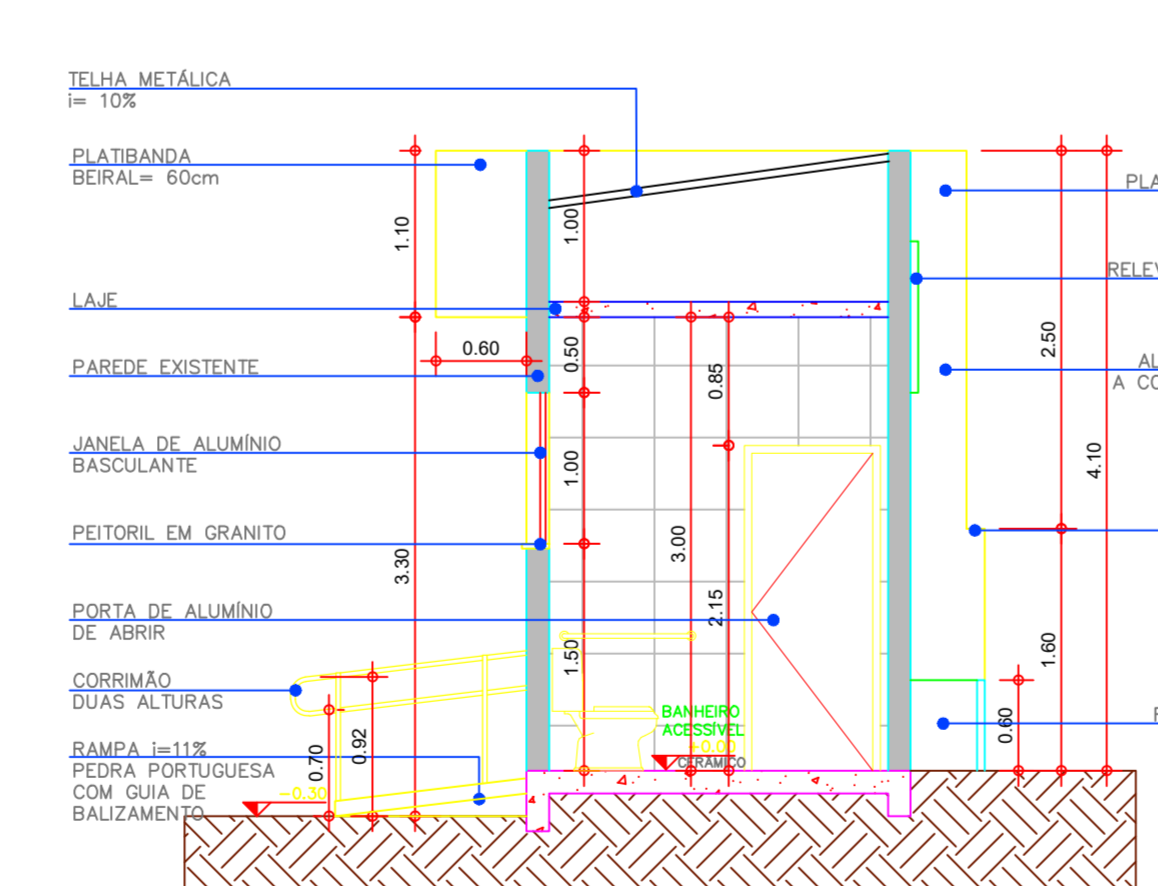 TELHA METÁLICA
i= 10%
PLATIBANDA
BEIRAL= 60cm
PLA
1.10
1.00
RELEV
LAJE
2.50
0.60
0.50
PAREDE EXISTENTE
0.85
AL
A CO
JANELA DE ALUMÍNIO
BASCULANTE
1.00
4.10
PEITORIL EM GRANITO
3.30
3.00
2.15
PORTA DE ALUMÍNIO
DE ABRIR
1.50
1.60
CORRIMÃO
DUAS ALTURAS
BANHEIRO
ACESSÍVEL
0.60
F
RAMPA i=11%
PEDRA PORTUGUESA
COM GUIA DE
BALIZAMENTO
0.70
0.92
+0.00
CERÂMICO
-0.30